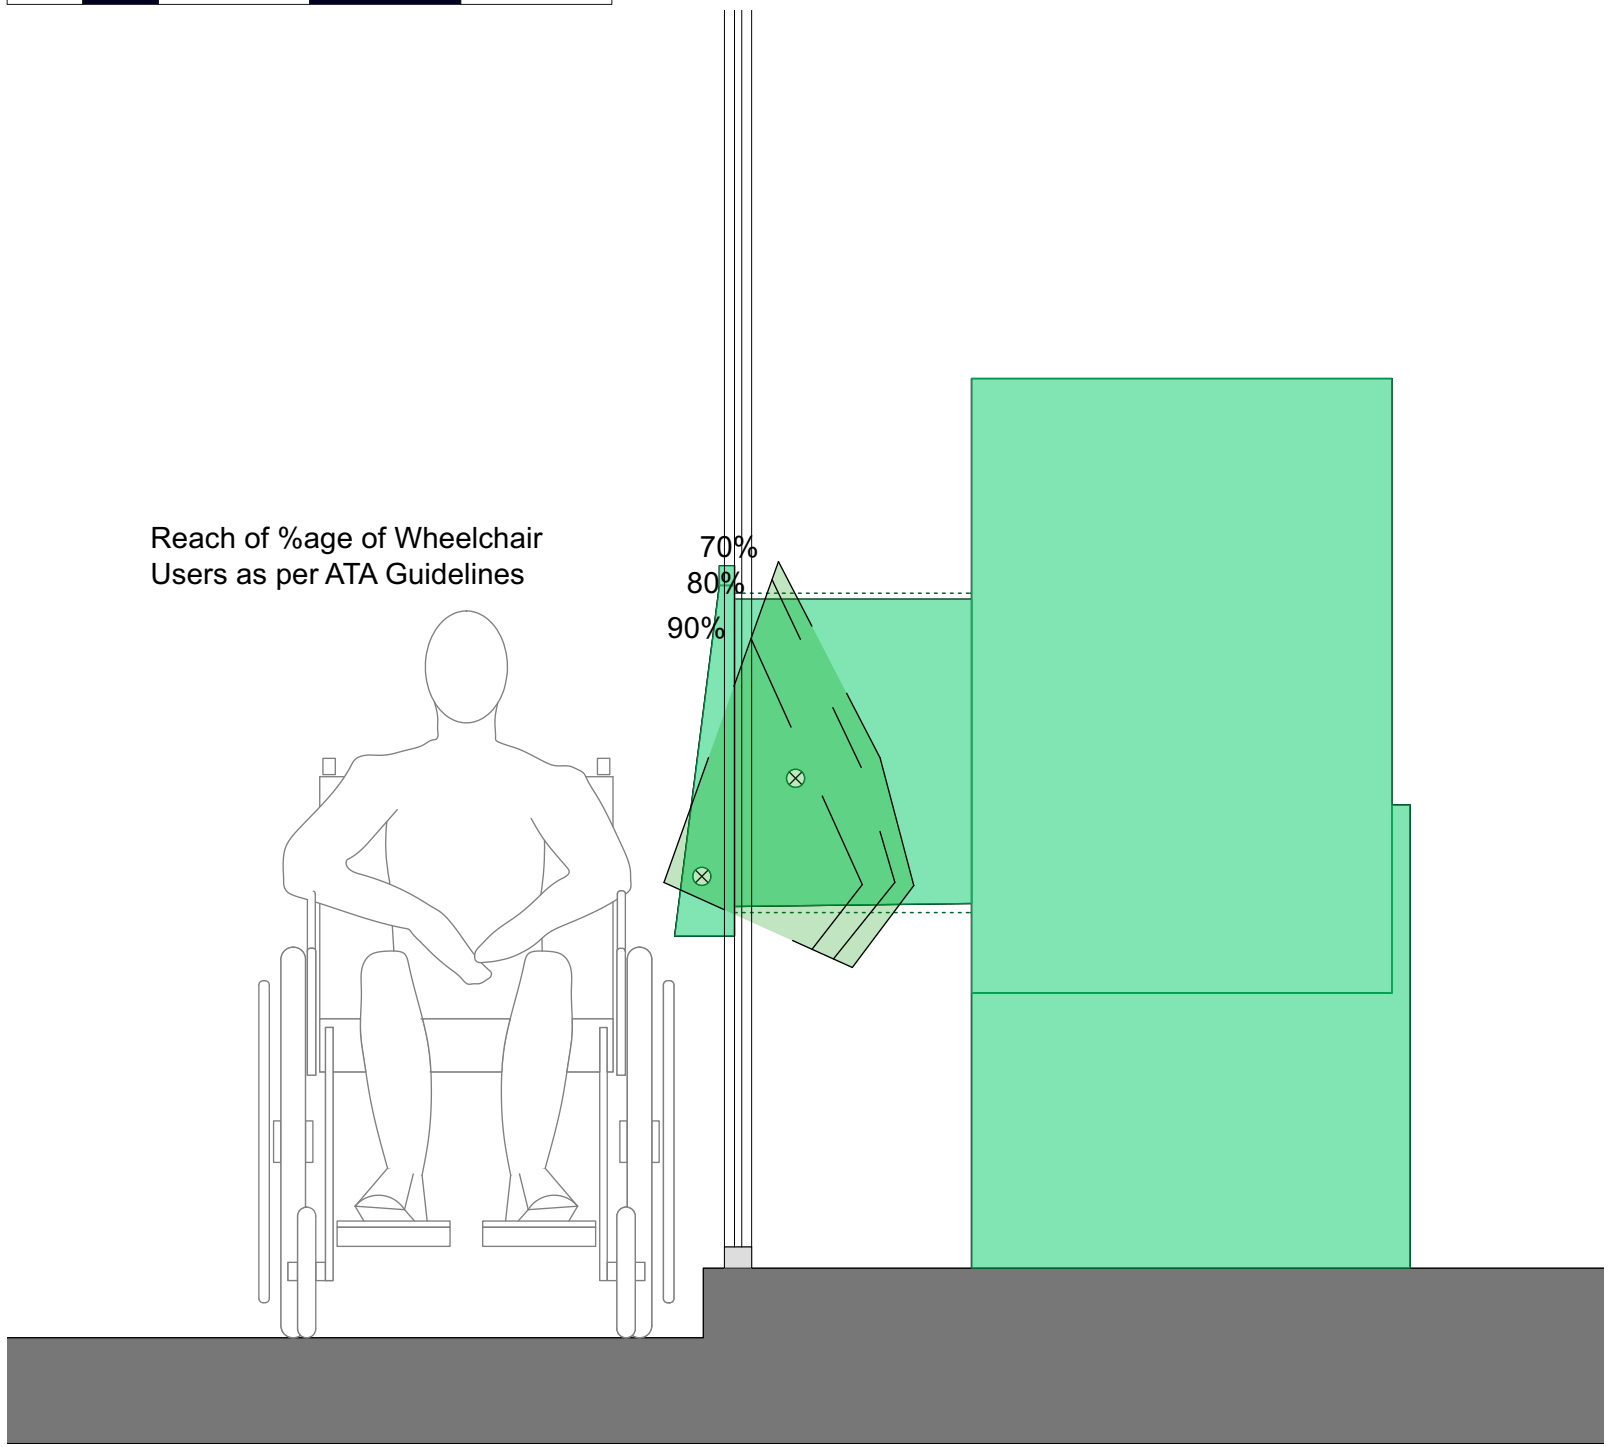 Reach of %age of Wheelchair
Users as per ATA Guidelines
70%
80%
90%